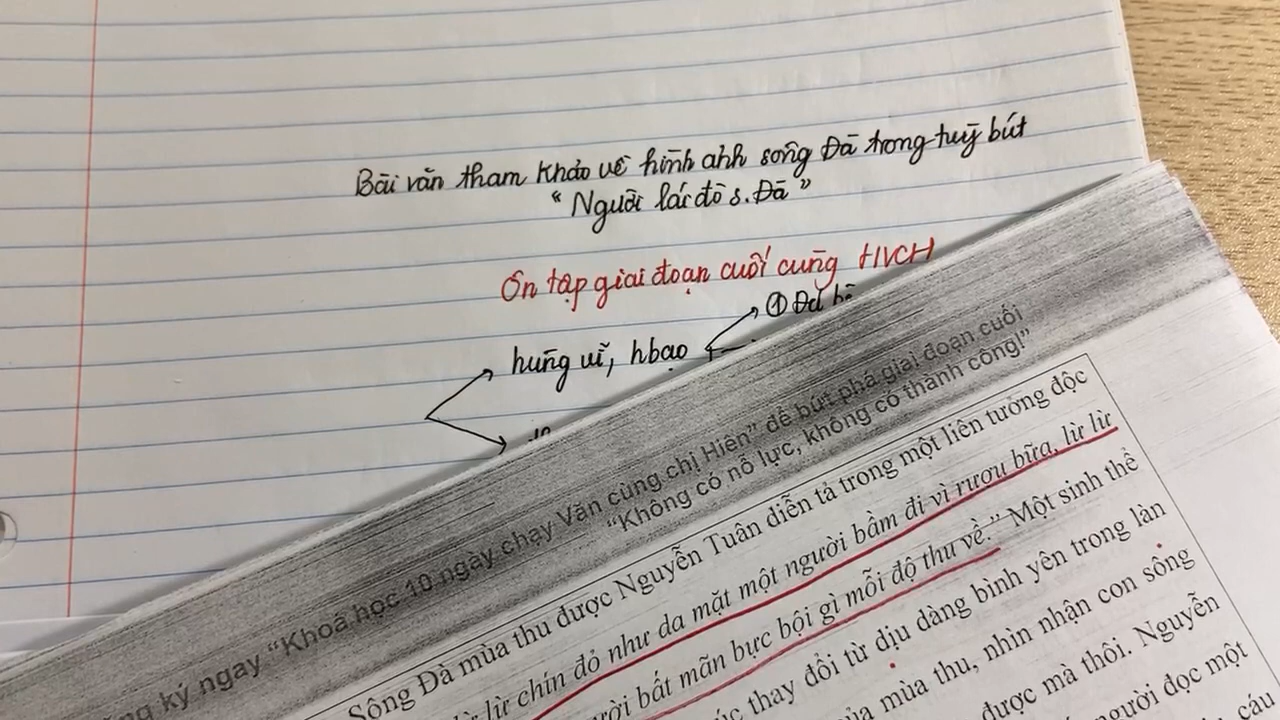 Bài văn tham khảo về hình ảnh sông Đà trong tuỳ bút
“ Người lái đò s. Đà ”
Ôn tập giai đoạn cuối cùng HVCH
① Đá
hùng vĩ, hbạo
ký ngay “Khoá học 10 ngày chạy Văn cùng chị Hiên” để bứt phá giai đoạn cuối
“Không có nỗ lực, không có thành công!”
Sông Đà mùa thu được Nguyễn Tuân diễn tả trong một liên tưởng độc
lừ chín đỏ như da mặt một người bầm đi vì rượu bữa, lừ lừ
bất mãn bực bội gì mỗi độ thu về.” Một sinh thể
thay đổi từ dịu dàng bình yên trong làn
mùa thu, nhìn nhận con sông
được mà thôi. Nguyễn
người đọc một
cấu